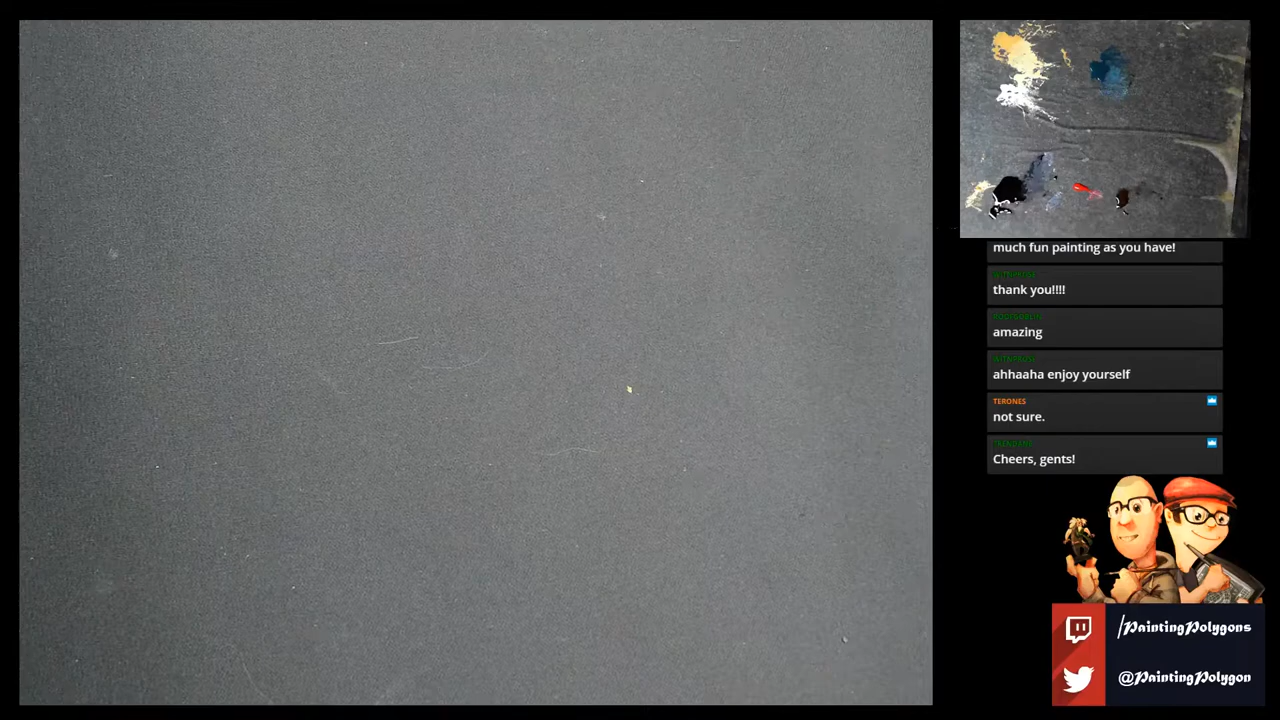 much fun painting as you have!
thank you!!!!
amazing
ahhaaha enjoy yourself
TERONES
not sure.
Cheers, gents!
/PaintingPolygons
@PaintingPolygon